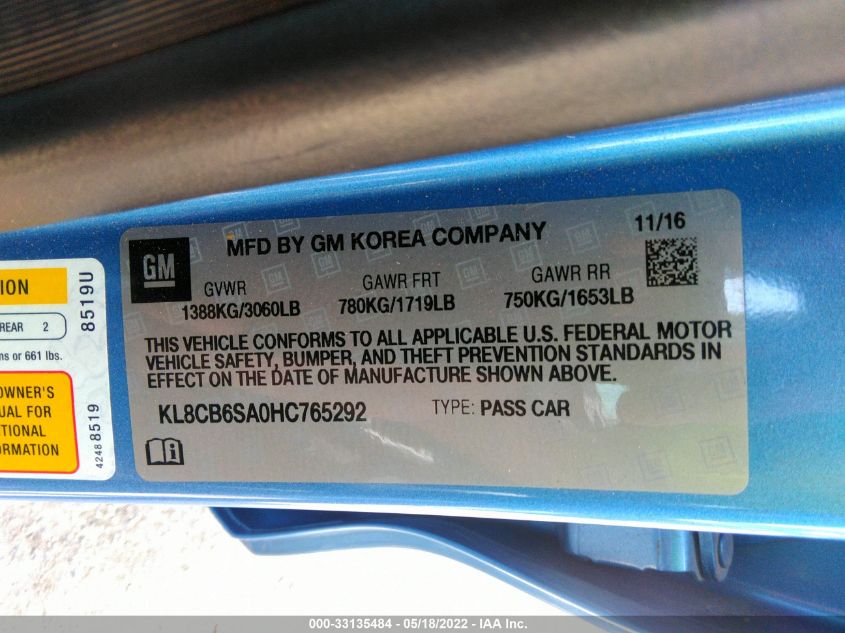 GM
MFD BY GM KOREA COMPANY
11/16
GVWR
GAWR FRT
GAWR RR
1388KG/3060LB
780KG/1719LB
750KG/1653LB
THIS VEHICLE CONFORMS TO ALL APPLICABLE U.S. FEDERAL MOTOR
VEHICLE SAFETY, BUMPER, AND THEFT PREVENTION STANDARDS IN
EFFECT ON THE DATE OF MANUFACTURE SHOWN ABOVE.
KL8CB6SA0HC765292
TYPE: PASS CAR
ION
REAR 2
ns or 661 lbs.
OWNER'S
UAL FOR
TIONAL
RMATION
8519U
4248 8519
000-33135484 - 05/18/2022 - IAA Inc.